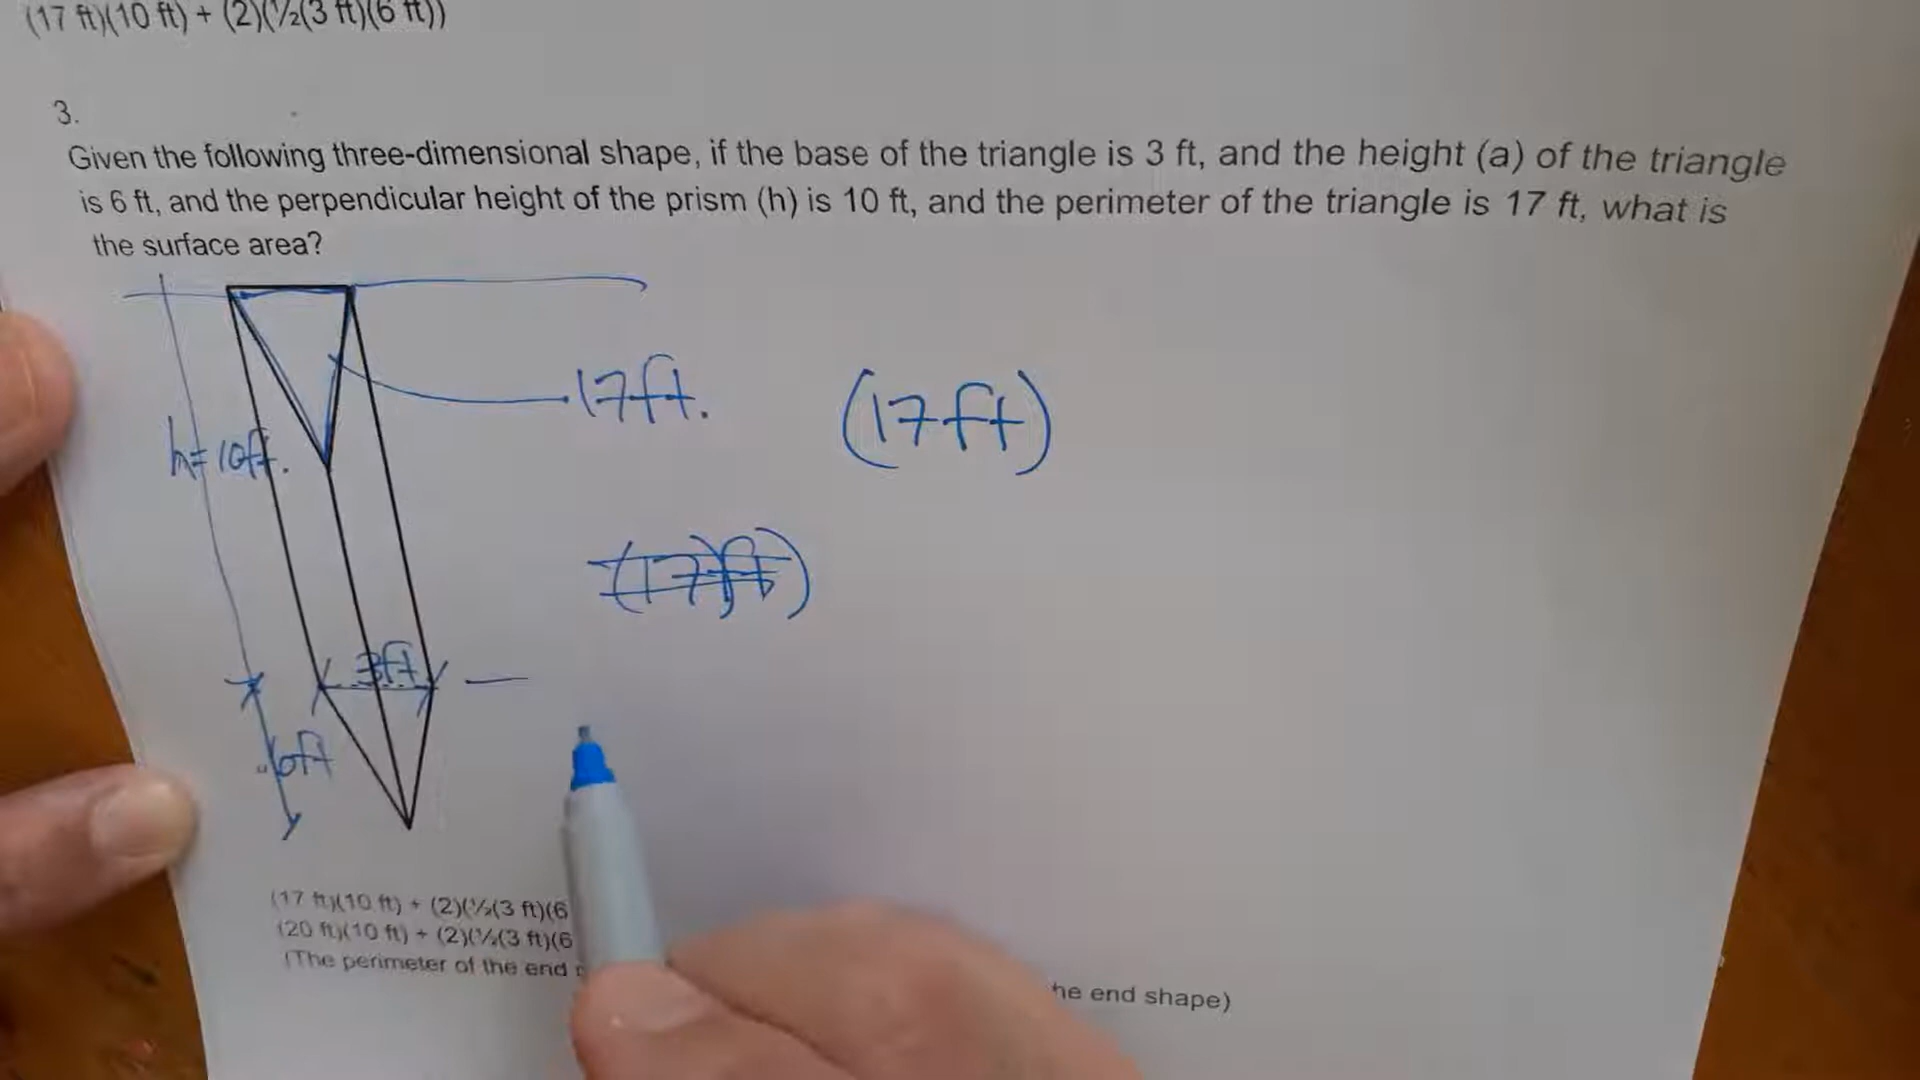 (17 ft)(10 ft) + (2)(½(3 ft)(6 ft))
3.
Given the following three-dimensional shape, if the base of the triangle is 3 ft, and the height (a) of the triangle
is 6 ft, and the perpendicular height of the prism (h) is 10 ft, and the perimeter of the triangle is 17 ft, what is
the surface area?
17ft.
(17ft)
h=10ft.
(17)ft)
3ft
6ft
(17 ft)(10 ft) + (2)(½(3 ft)(6
(20 ft)(10 ft) + (2)(½(3 ft)(6
(The perimeter of the end
he end shape)